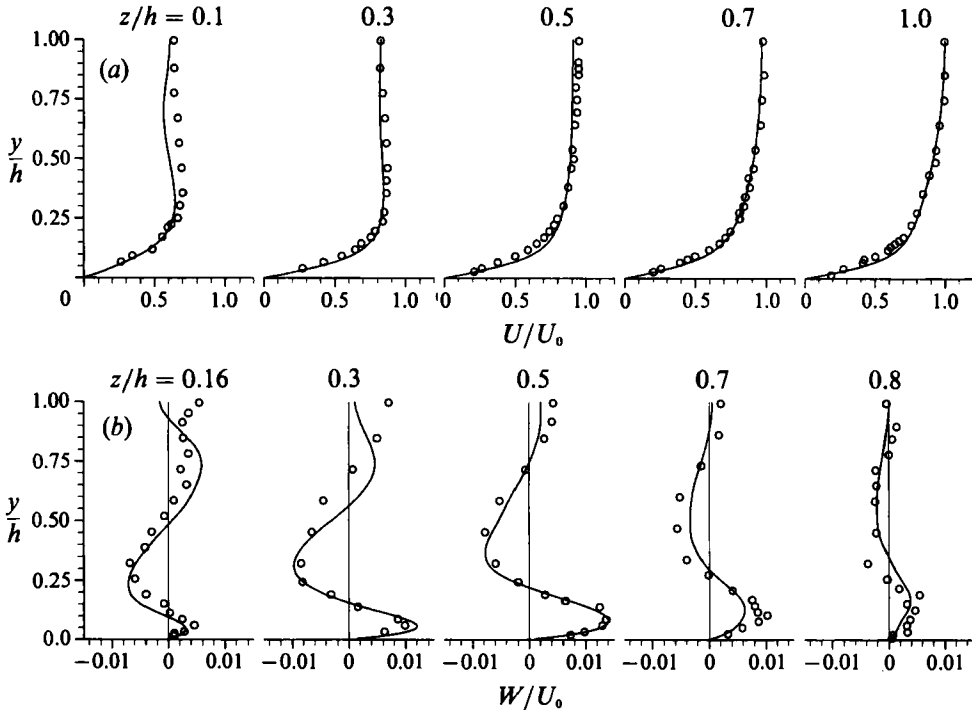 z/h = 0.1 0.3 0.5 0.7 1.0
1.00
(a)
0.75
y/h
0.50
0.25
0
0 0.5 1.0 0 0.5 1.0 0 0.5 1.0 0 0.5 1.0 0 0.5 1.0
U/U₀
z/h = 0.16 0.3 0.5 0.7 0.8
1.00
(b)
0.75
y/h
0.50
0.25
0.0
−0.01 0 0.01 −0.01 0 0.01 −0.01 0 0.01 −0.01 0 0.01 −0.01 0 0.01
W/U₀